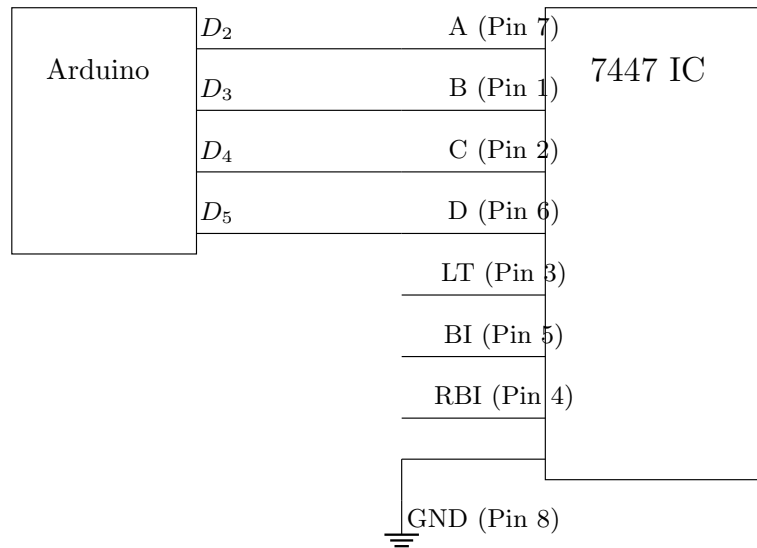 D2 A (Pin 7)
Arduino 7447 IC
D3 B (Pin 1)
D4 C (Pin 2)
D5 D (Pin 6)
LT (Pin 3)
BI (Pin 5)
RBI (Pin 4)
GND (Pin 8)